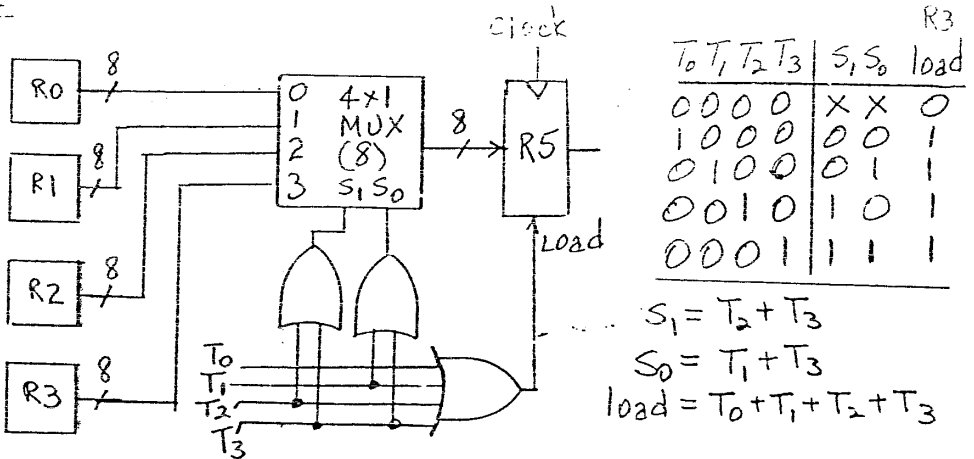 Clock
R0
8
R1
8
R2
8
R3
8
0 4x1
1 MUX
2 (8)
3 S₁ S₀
8
R5
Load
T₀
T₁
T₂
T₃
R3
T₀ T₁ T₂ T₃ S₁ S₀ load
0 0 0 0 X X 0
1 0 0 0 0 0 1
0 1 0 0 0 1 1
0 0 1 0 1 0 1
0 0 0 1 1 1 1
S₁ = T₂ + T₃
S₀ = T₁ + T₃
load = T₀ + T₁ + T₂ + T₃